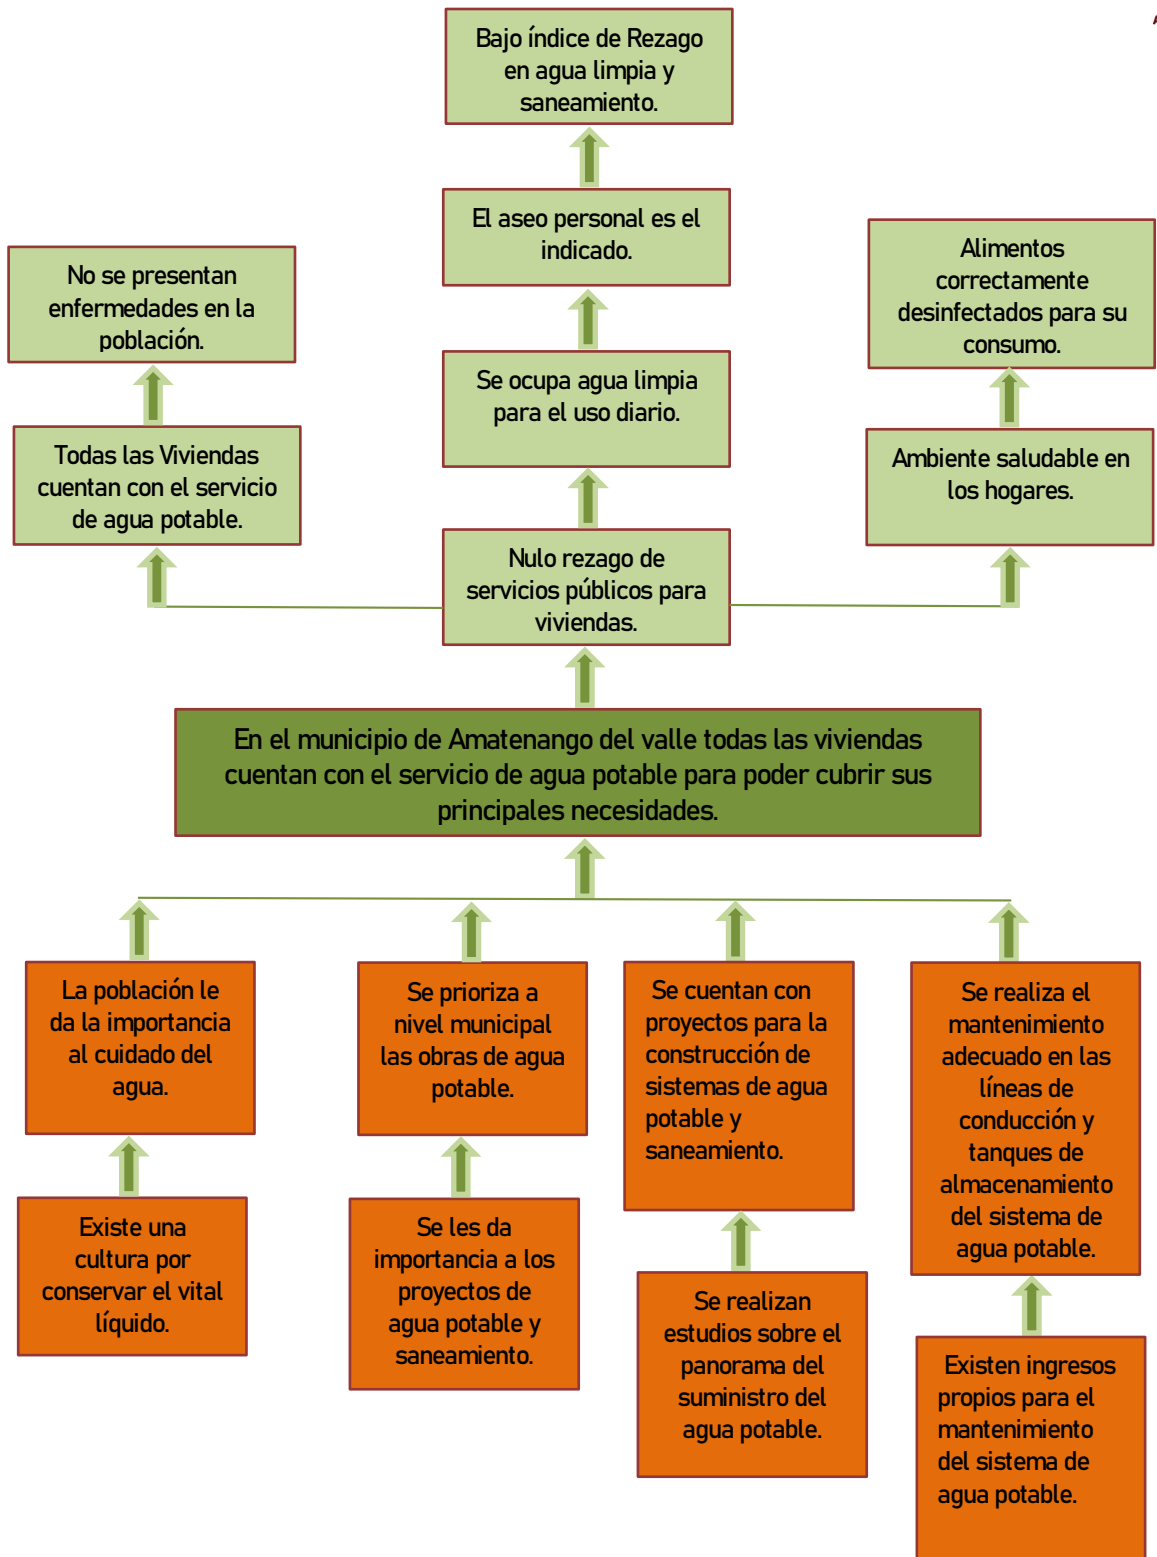 Bajo índice de Rezago
en agua limpia y
saneamiento.
El aseo personal es el
indicado.
No se presentan
enfermedades en la
población.
Alimentos
correctamente
desinfectados para su
consumo.
Se ocupa agua limpia
para el uso diario.
Todas las Viviendas
cuentan con el servicio
de agua potable.
Ambiente saludable en
los hogares.
Nulo rezago de
servicios públicos para
viviendas.
En el municipio de Amatenango del valle todas las viviendas
cuentan con el servicio de agua potable para poder cubrir sus
principales necesidades.
La población le
da la importancia
al cuidado del
agua.
Se prioriza a
nivel municipal
las obras de agua
potable.
Se cuentan con
proyectos para la
construcción de
sistemas de agua
potable y
saneamiento.
Se realiza el
mantenimiento
adecuado en las
líneas de
conducción y
tanques de
almacenamiento
del sistema de
agua potable.
Existe una
cultura por
conservar el vital
líquido.
Se les da
importancia a los
proyectos de
agua potable y
saneamiento.
Se realizan
estudios sobre el
panorama del
suministro del
agua potable.
Existen ingresos
propios para el
mantenimiento
del sistema de
agua potable.